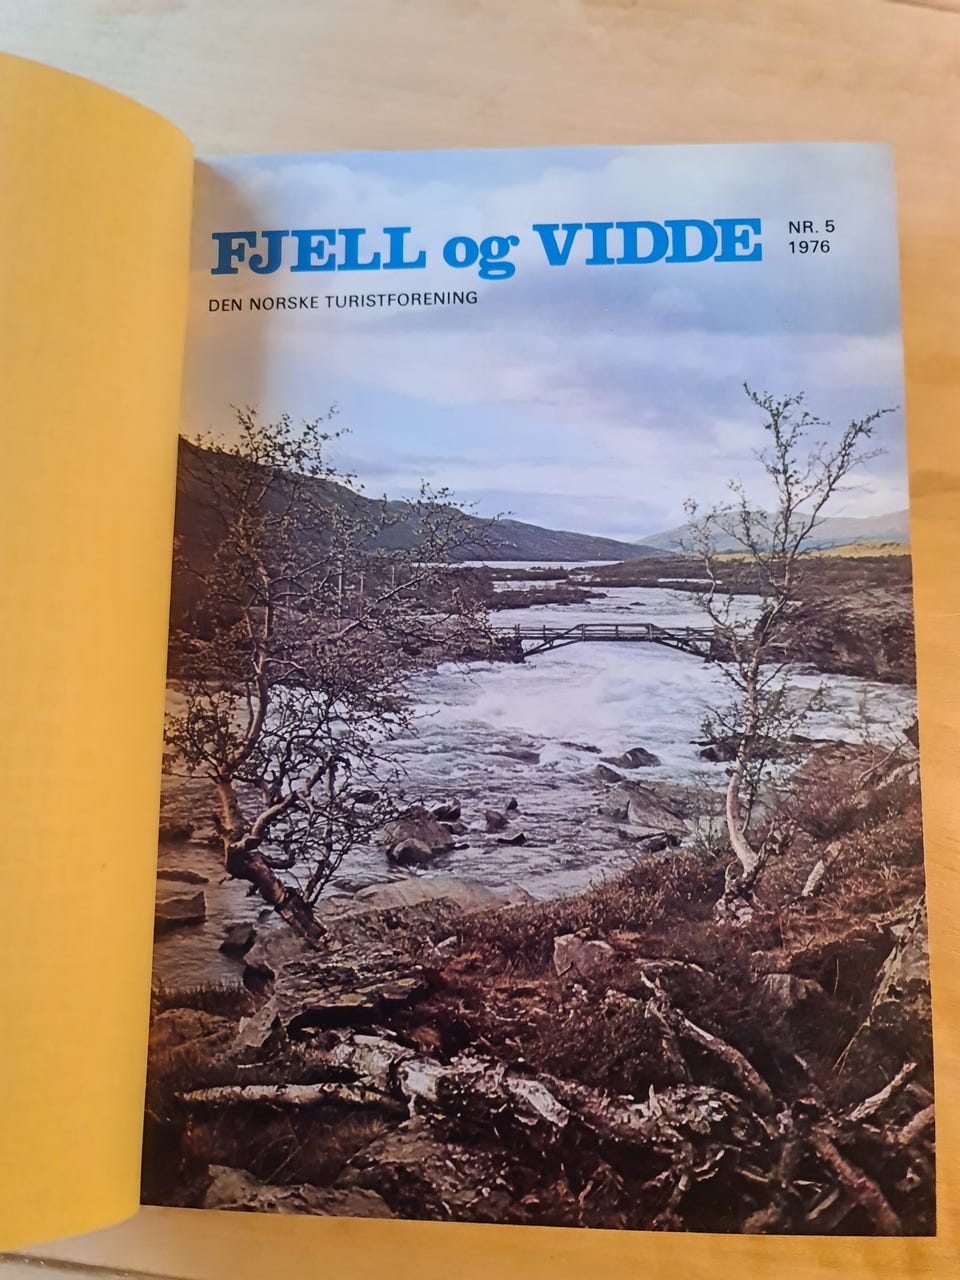 FJELL og VIDDE
NR. 5
1976
DEN NORSKE TURISTFORENING